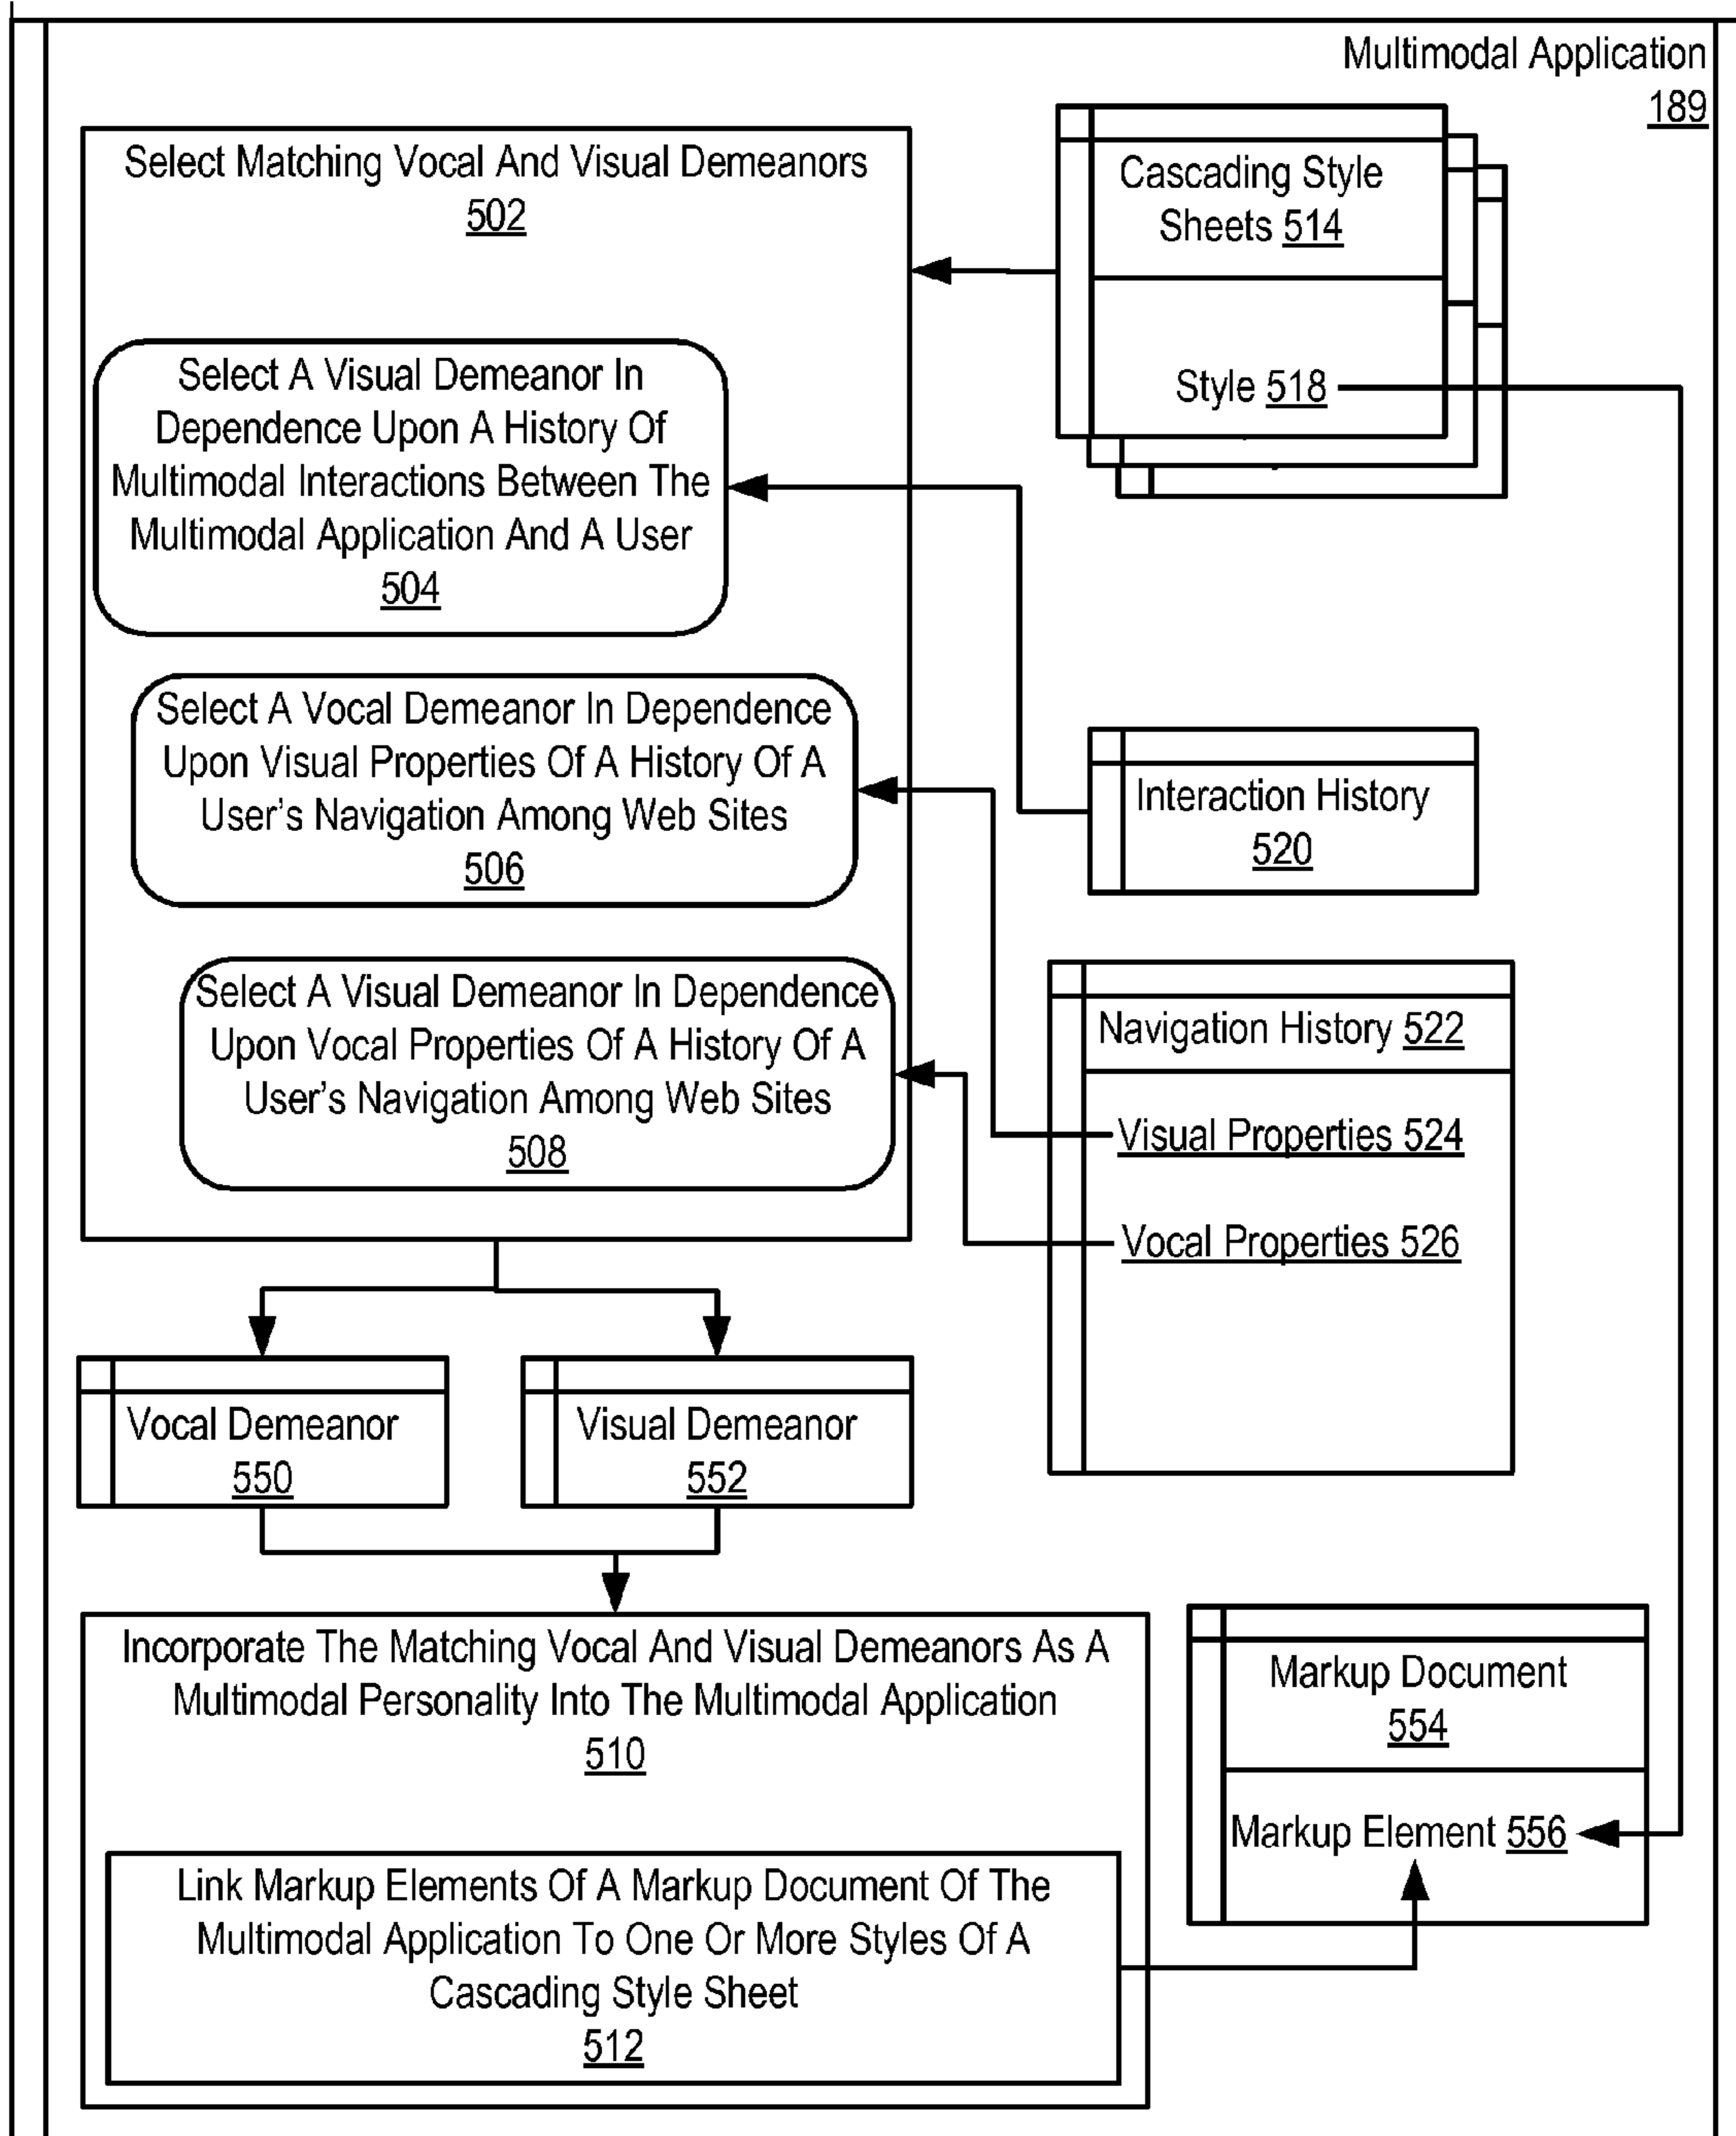 Multimodal Application
189
Select Matching Vocal And Visual Demeanors
502
Cascading Style
Sheets 514
Style 518
Select A Visual Demeanor In
Dependence Upon A History Of
Multimodal Interactions Between The
Multimodal Application And A User
504
Select A Vocal Demeanor In Dependence
Upon Visual Properties Of A History Of A
User's Navigation Among Web Sites
506
Interaction History
520
Select A Visual Demeanor In Dependence
Upon Vocal Properties Of A History Of A
User's Navigation Among Web Sites
508
Navigation History 522
Visual Properties 524
Vocal Properties 526
Vocal Demeanor
550
Visual Demeanor
552
Incorporate The Matching Vocal And Visual Demeanors As A
Multimodal Personality Into The Multimodal Application
510
Link Markup Elements Of A Markup Document Of The
Multimodal Application To One Or More Styles Of A
Cascading Style Sheet
512
Markup Document
554
Markup Element 556